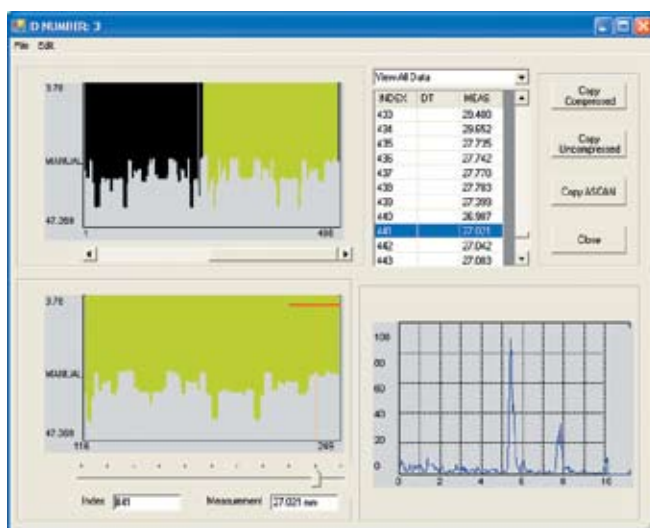 ID NUMBER: 3
File Edit
3.78
MANUAL
47.269
1 498
View All Data
INDEX DT MEAS
433 29.480
434 29.652
435 27.735
436 27.742
437 27.770
438 27.783
439 27.399
440 26.987
441 27.021
442 27.042
443 27.083
Copy
Compressed
Copy
Uncompressed
Copy ASCAN
Close
3.78
MANUAL
47.269
116 269
Index 441 Measurement 27.021 mm
100
80
60
40
20
0
0 2 4 6 8 10